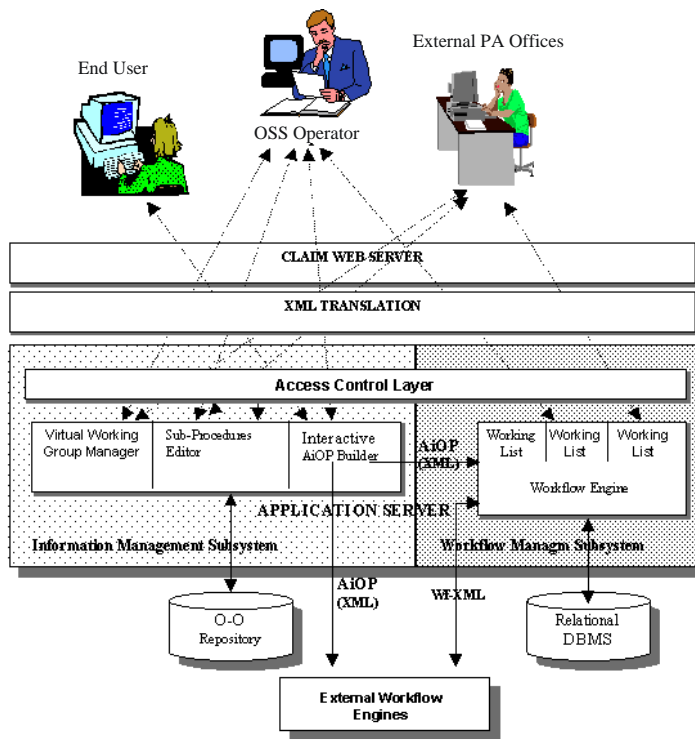 External PA Offices
End User
OSS Operator
CLAIM WEB SERVER
XML TRANSLATION
Access Control Layer
Virtual Working
Group Manager
Sub-Procedures
Editor
Interactive
AiOP Builder
AiOP
(XML)
Working
List
Working
List
Working
List
Workflow Engine
APPLICATION SERVER
Information Management Subsystem
Workflow Managm Subsystem
AiOP
(XML)
Wf-XML
O-O
Repository
Relational
DBMS
External Workflow
Engines